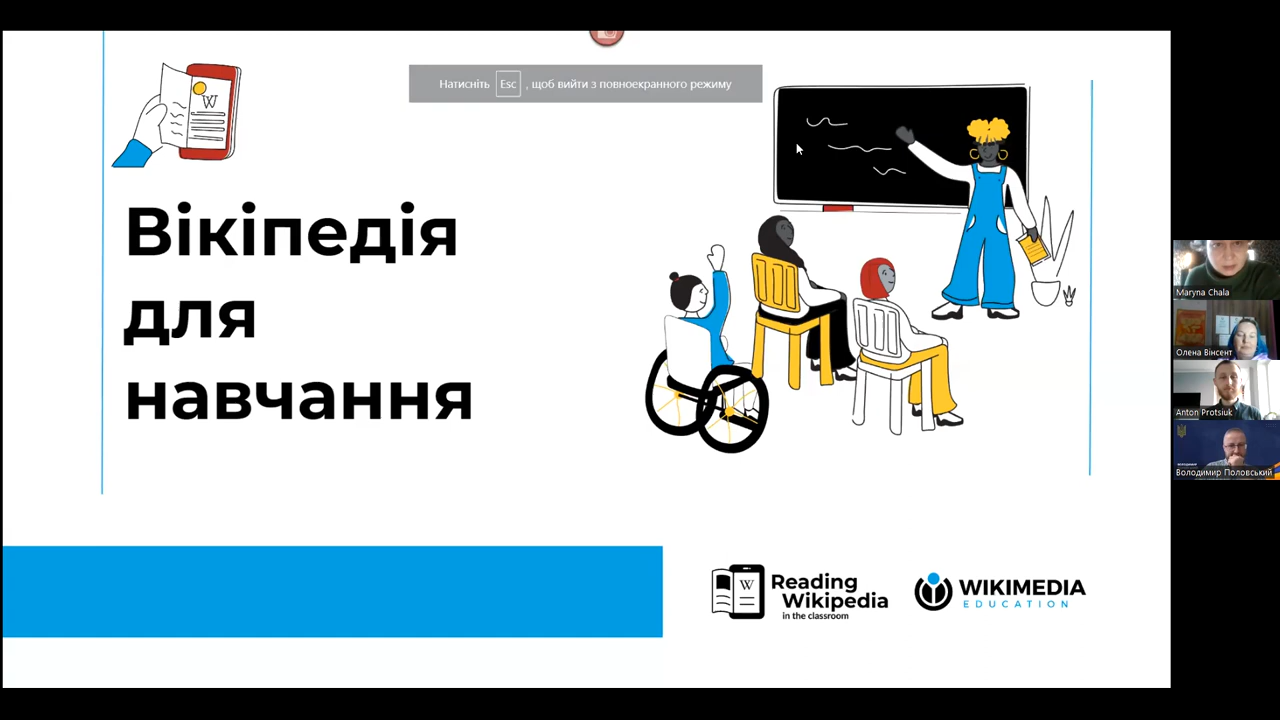 Натисніть Esc , щоб вийти з повноекранного режиму
W
Вікіпедія
для
навчання
Maryna Chala
Олена Вінсент
Anton Protsiuk
Володимир Половський
W
Reading
Wikipedia
in the classroom
WIKIMEDIA
EDUCATION